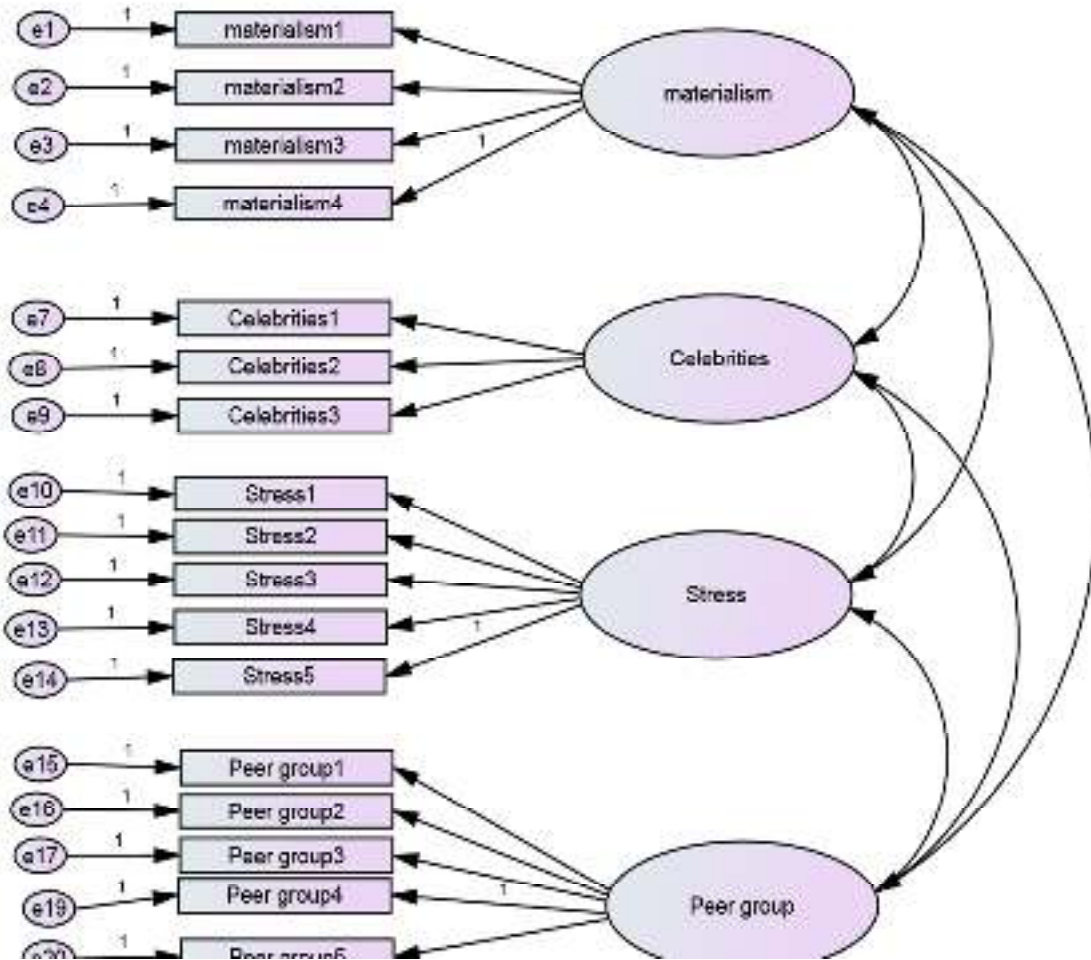 e1 1 materialism1
e2 1 materialism2
materialism
e3 1 materialism3
1
e4 1 materialism4
e7 1 Celebrities1
e8 1 Celebrities2
Celebrities
e9 1 Celebrities3
e10 1 Stress1
e11 1 Stress2
e12 1 Stress3
Stress
e13 1 Stress4
1
e14 1 Stress5
e15 1 Peer group1
e16 1 Peer group2
e17 1 Peer group3
e19 1 Peer group4
1
Peer group
e20 1 Peer group